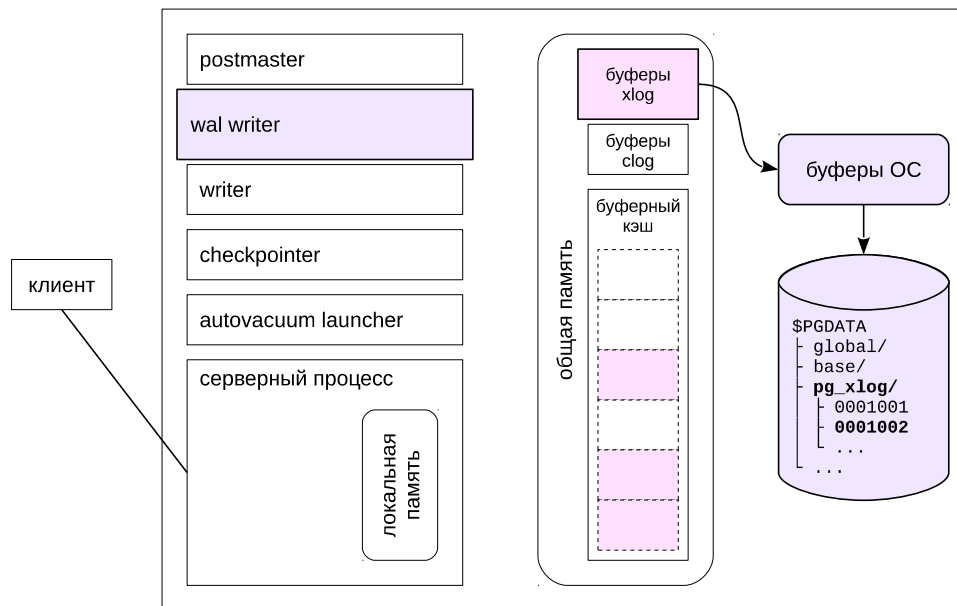 postmaster
wal writer
writer
checkpointer
autovacuum launcher
серверный процесс
локальная
память
клиент
общая память
буферы
xlog
буферы
clog
буферный
кэш
буферы ОС
$PGDATA
├ global/
├ base/
├ pg_xlog/
│ ├ 0001001
│ ├ 0001002
│ └ ...
└ ...